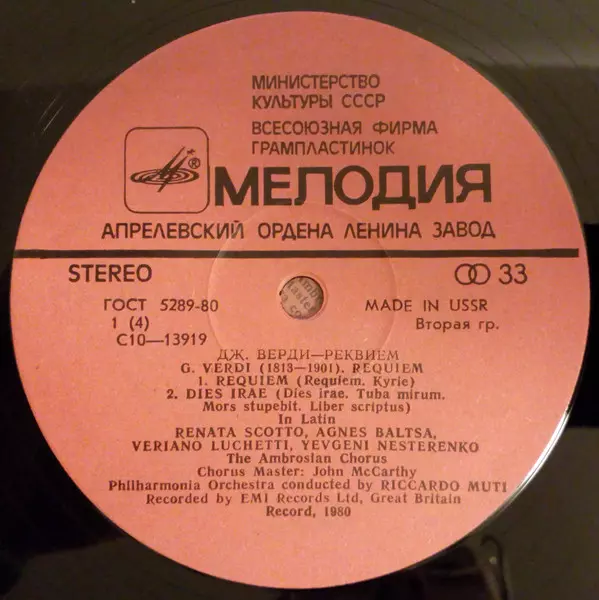 МИНИСТЕРСТВО
КУЛЬТУРЫ СССР
ВСЕСОЮЗНАЯ ФИРМА
ГРАМПЛАСТИНОК
® МЕЛОДИЯ
АПРЕЛЕВСКИЙ ОРДЕНА ЛЕНИНА ЗАВОД
STEREO 33
ГОСТ 5289-80 MADE IN USSR
1 (4) Вторая гр.
С10—13919
ДЖ. ВЕРДИ—РЕКВИЕМ
G. VERDI (1813—1901). REQUIEM
1. REQUIEM (Requiem. Kyrie)
2. DIES IRAE (Dies irae. Tuba mirum.
Mors stupebit. Liber scriptus)
In Latin
RENATA SCOTTO, AGNES BALTSA,
VERIANO LUCHETTI, YEVGENI NESTERENKO
The Ambrosian Chorus
Chorus Master: John McCarthy
Philharmonia Orchestra conducted by RICCARDO MUTI
Recorded by EMI Records Ltd, Great Britain
Record, 1980